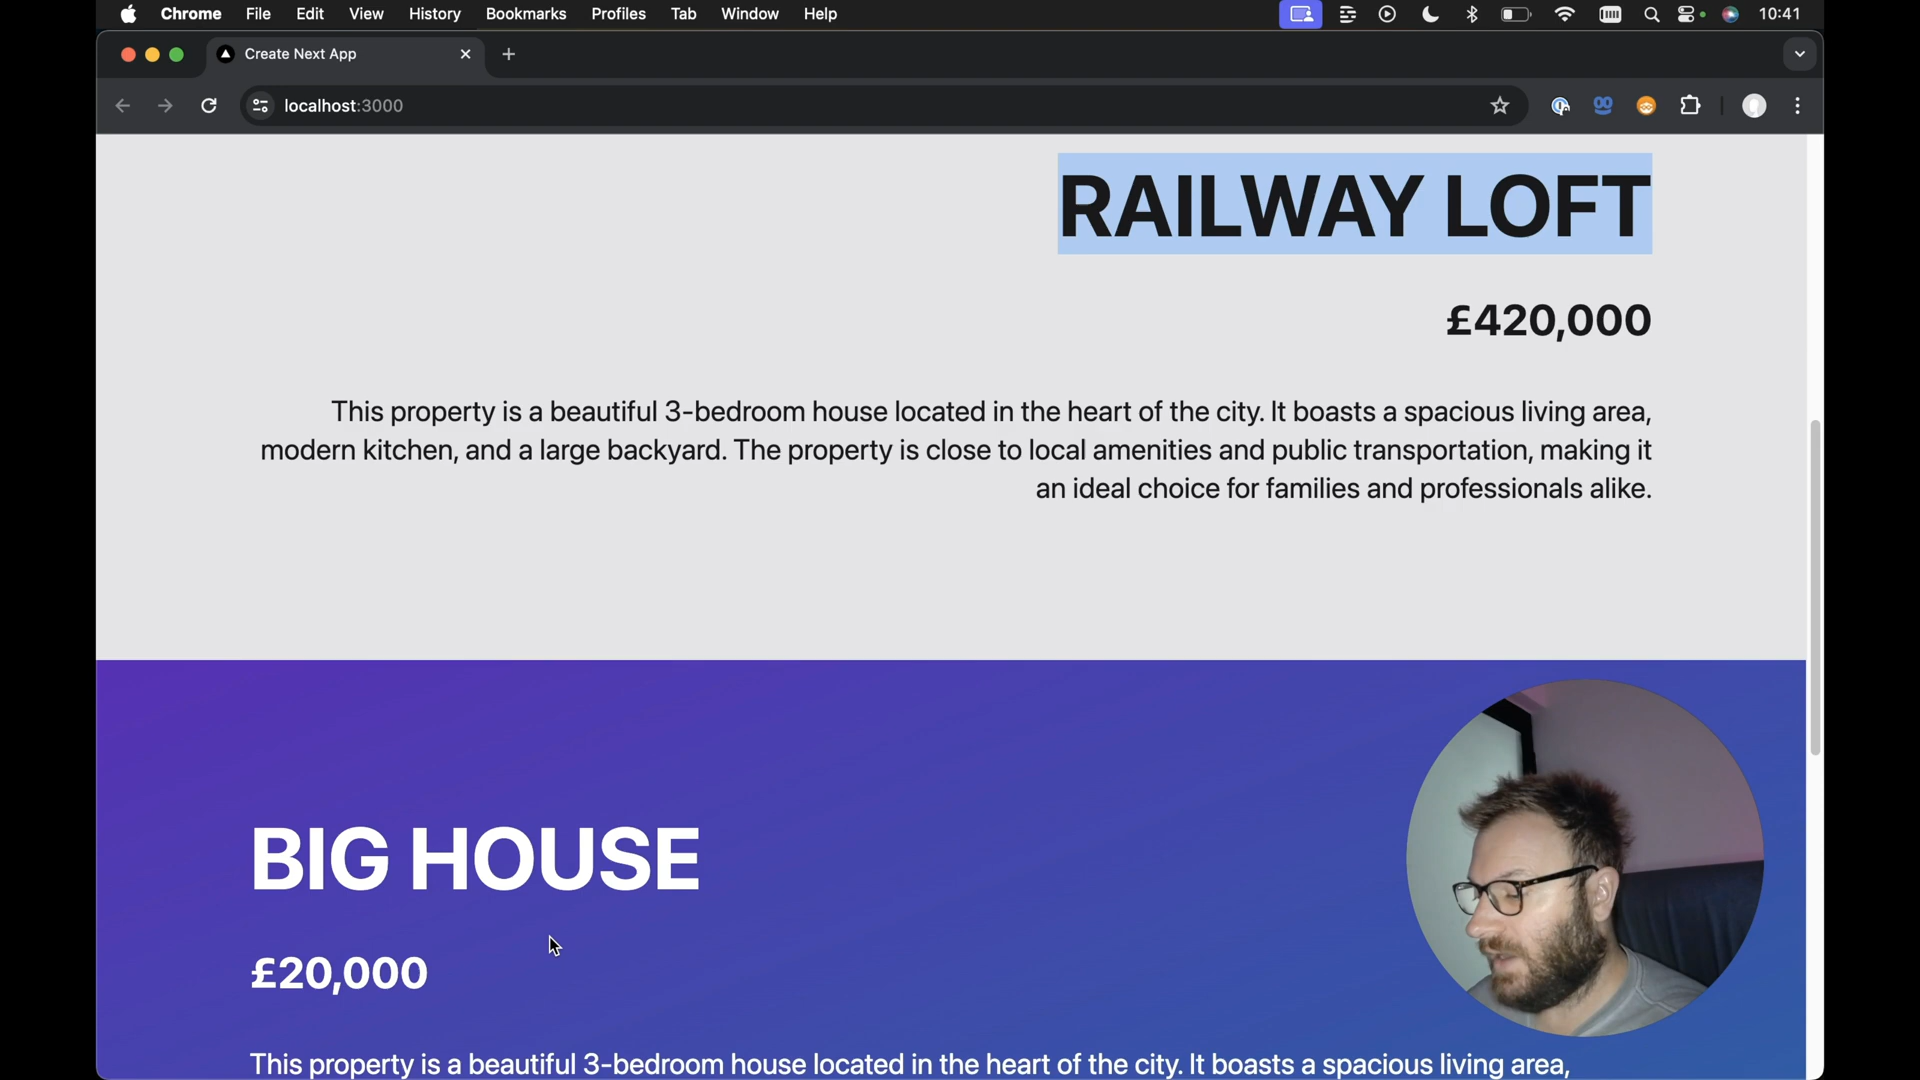 Chrome File Edit View History Bookmarks Profiles Tab Window Help 10:41
Create Next App
localhost:3000
RAILWAY LOFT
£420,000
This property is a beautiful 3-bedroom house located in the heart of the city. It boasts a spacious living area,
modern kitchen, and a large backyard. The property is close to local amenities and public transportation, making it
an ideal choice for families and professionals alike.
BIG HOUSE
£20,000
This property is a beautiful 3-bedroom house located in the heart of the city. It boasts a spacious living area,